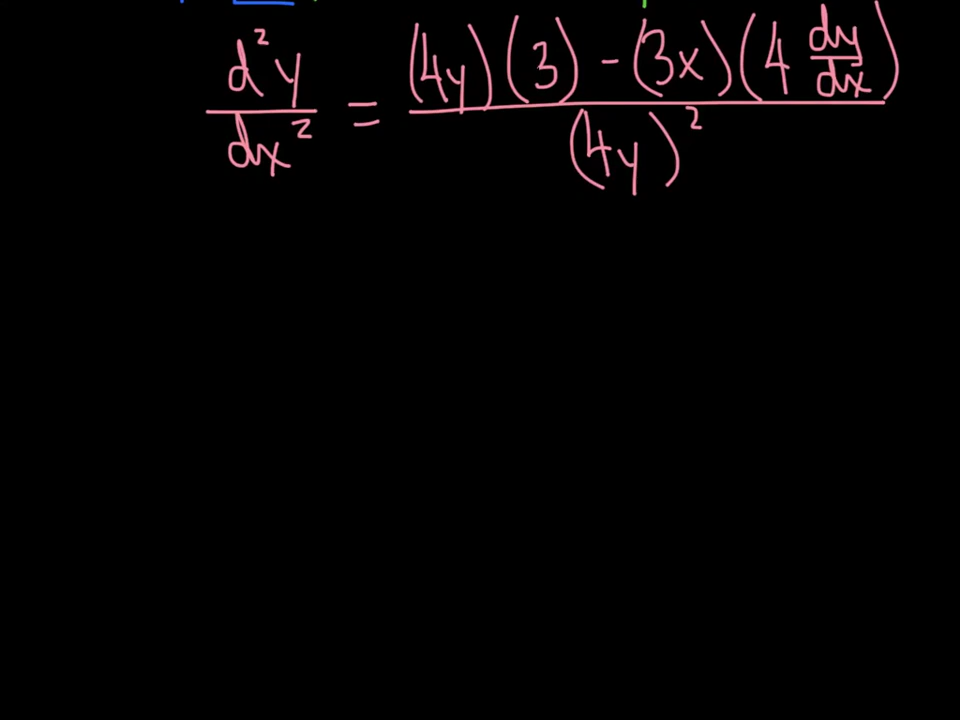 d²y/dx² = ((4y)(3) - (3x)(4 dy/dx))/(4y)²